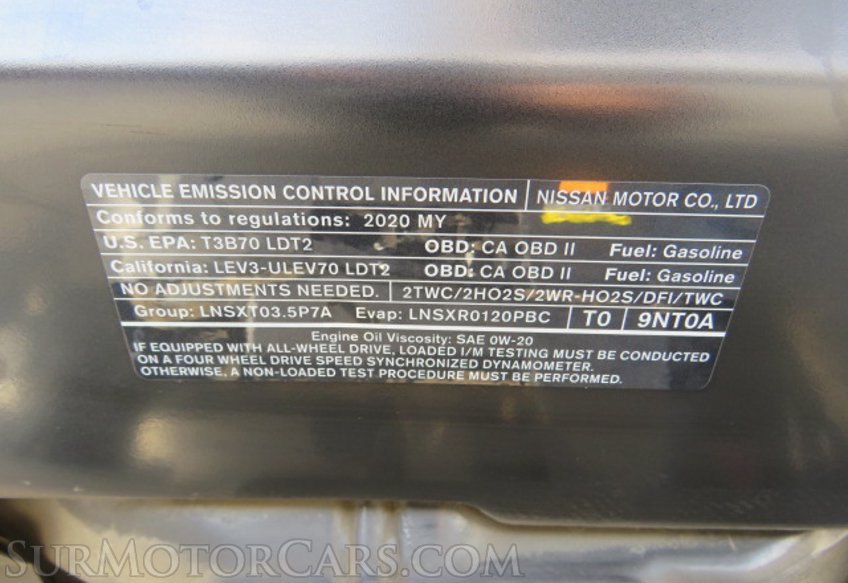 VEHICLE EMISSION CONTROL INFORMATION NISSAN MOTOR CO., LTD
Conforms to regulations: 2020 MY
U.S. EPA: T3B70 LDT2 OBD: CA OBD II Fuel: Gasoline
California: LEV3-ULEV70 LDT2 OBD: CA OBD II Fuel: Gasoline
NO ADJUSTMENTS NEEDED. 2TWC/2HO2S/2WR-HO2S/DFI/TWC
Group: LNSXT03.5P7A Evap: LNSXR0120PBC T0 9NT0A
Engine Oil Viscosity: SAE 0W-20
IF EQUIPPED WITH ALL-WHEEL DRIVE, LOADED I/M TESTING MUST BE CONDUCTED
ON A FOUR WHEEL DRIVE SPEED SYNCHRONIZED DYNAMOMETER.
OTHERWISE, A NON-LOADED TEST PROCEDURE MUST BE PERFORMED.
SURMOTORCARS.COM